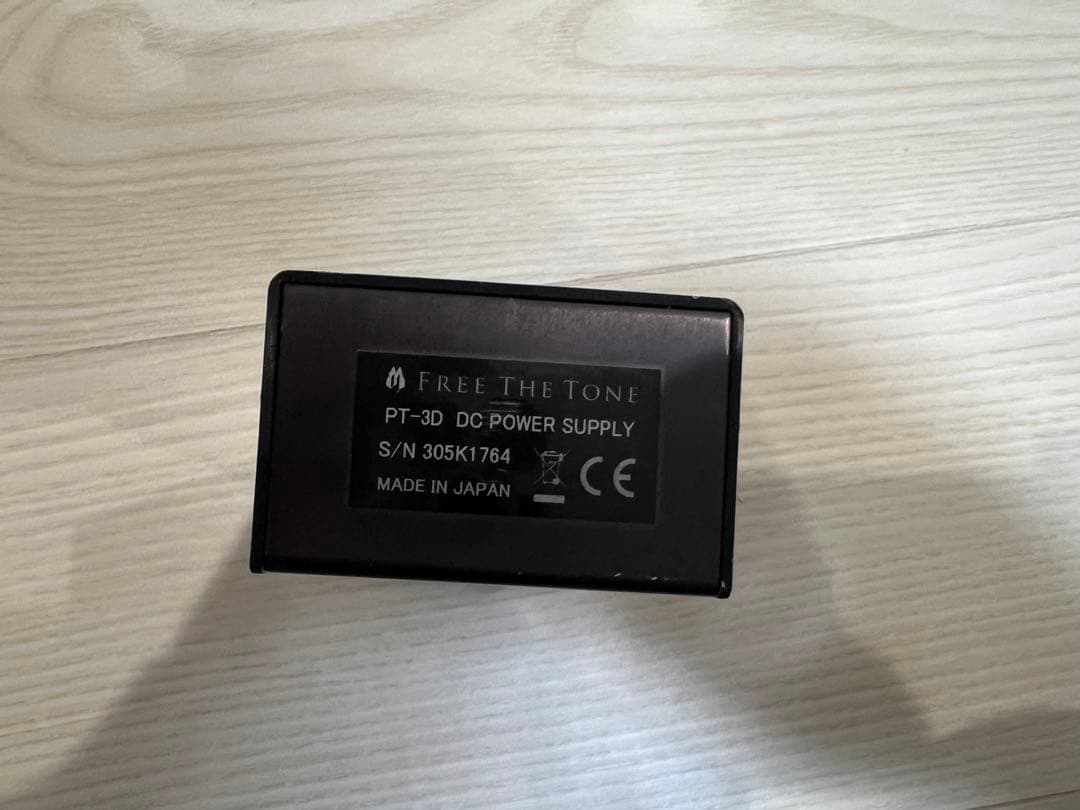 FREE THE TONE
PT-3D DC POWER SUPPLY
S/N 305K1764
MADE IN JAPAN
CE